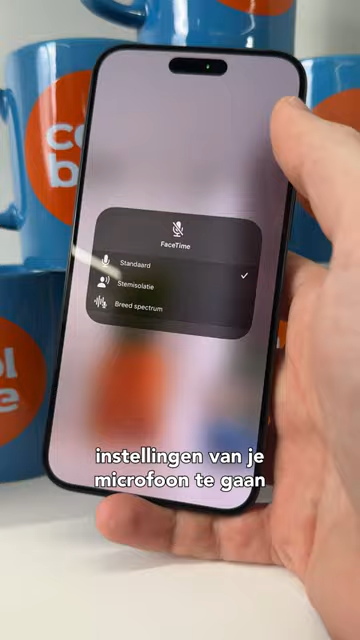 FaceTime
Standaard
Stemisolatie
Breed spectrum
instellingen van je
microfoon te gaan